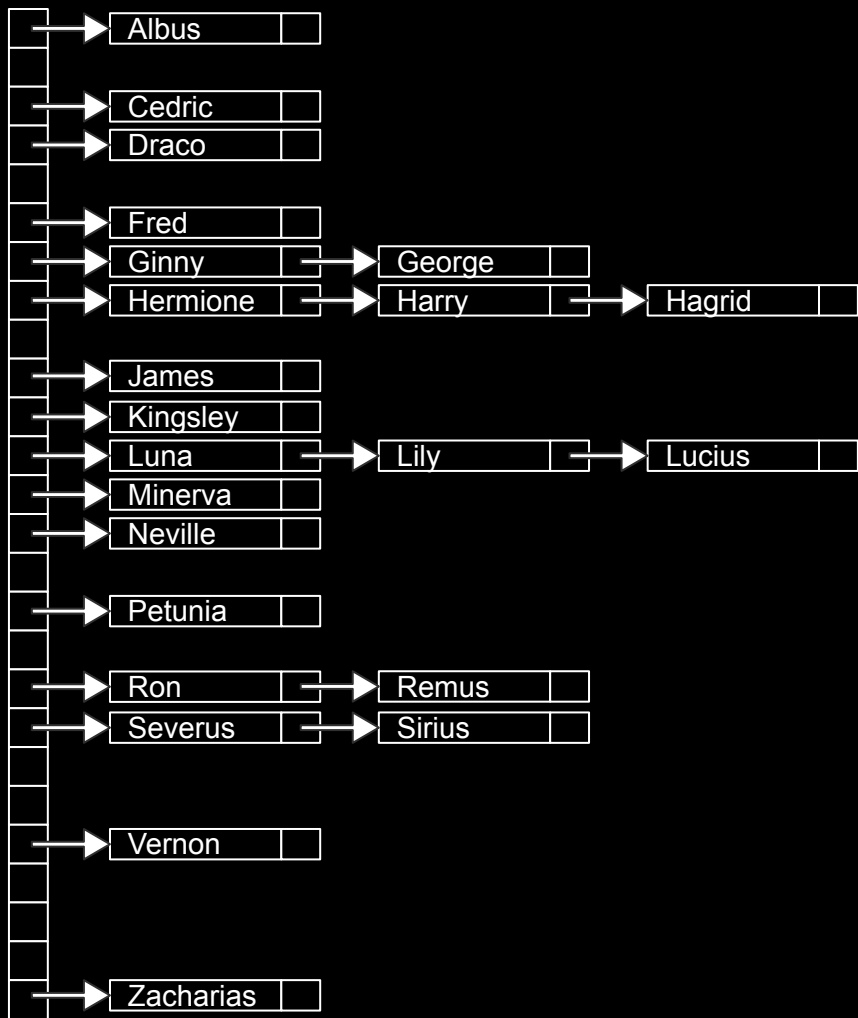 Albus
Cedric
Draco
Fred
Ginny George
Hermione Harry Hagrid
James
Kingsley
Luna Lily Lucius
Minerva
Neville
Petunia
Ron Remus
Severus Sirius
Vernon
Zacharias